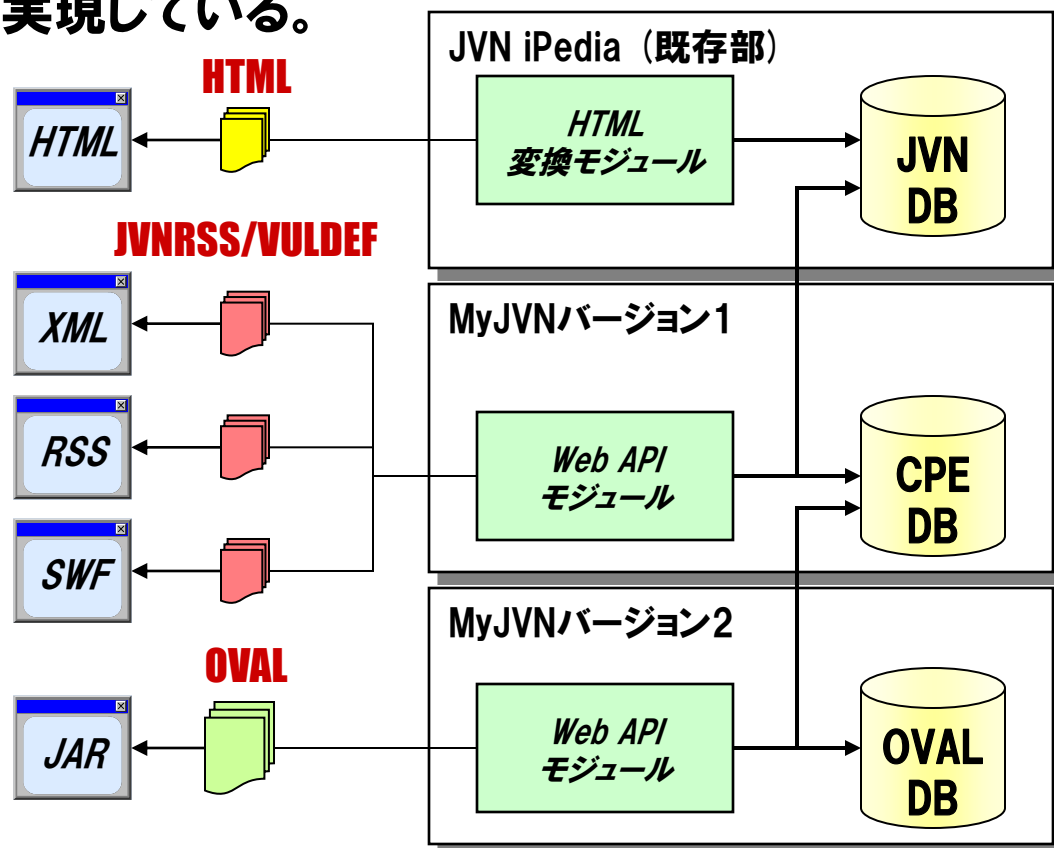 実現している。
JVN iPedia（既存部）
HTML
HTML
HTML
変換モジュール
JVN
DB
JVNRSS/VULDEF
MyJVNバージョン1
XML
RSS
SWF
Web API
モジュール
CPE
DB
MyJVNバージョン2
OVAL
JAR
Web API
モジュール
OVAL
DB